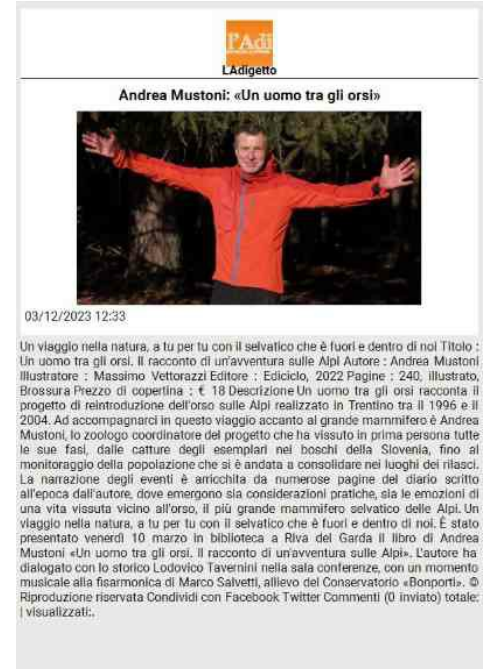 l'Adi
LAdigetto
Andrea Mustoni: «Un uomo tra gli orsi»
03/12/2023 12:33
Un viaggio nella natura, a tu per tu con il selvatico che è fuori e dentro di noi Titolo :
Un uomo tra gli orsi. Il racconto di un'avventura sulle Alpi Autore : Andrea Mustoni
Illustratore : Massimo Vettorazzi Editore : Ediciclo, 2022 Pagine : 240, illustrato,
Brossura Prezzo di copertina : € 18 Descrizione Un uomo tra gli orsi racconta il
progetto di reintroduzione dell'orso sulle Alpi realizzato in Trentino tra il 1996 e il
2004. Ad accompagnarci in questo viaggio accanto al grande mammifero è Andrea
Mustoni, lo zoologo coordinatore del progetto che ha vissuto in prima persona tutte
le sue fasi, dalle catture degli esemplari nei boschi della Slovenia, fino al
monitoraggio della popolazione che si è andata a consolidare nei luoghi dei rilasci.
La narrazione degli eventi è arricchita da numerose pagine del diario scritto
all'epoca dall'autore, dove emergono sia considerazioni pratiche, sia le emozioni di
una vita vissuta vicino all'orso, il più grande mammifero selvatico delle Alpi. Un
viaggio nella natura, a tu per tu con il selvatico che è fuori e dentro di noi. È stato
presentato venerdì 10 marzo in biblioteca a Riva del Garda il libro di Andrea
Mustoni «Un uomo tra gli orsi. Il racconto di un'avventura sulle Alpi». L'autore ha
dialogato con lo storico Lodovico Tavernini nella sala conferenze, con un momento
musicale alla fisarmonica di Marco Salvetti, allievo del Conservatorio «Bonporti». ©
Riproduzione riservata Condividi con Facebook Twitter Commenti (0 inviato) totale:
| visualizzati:.